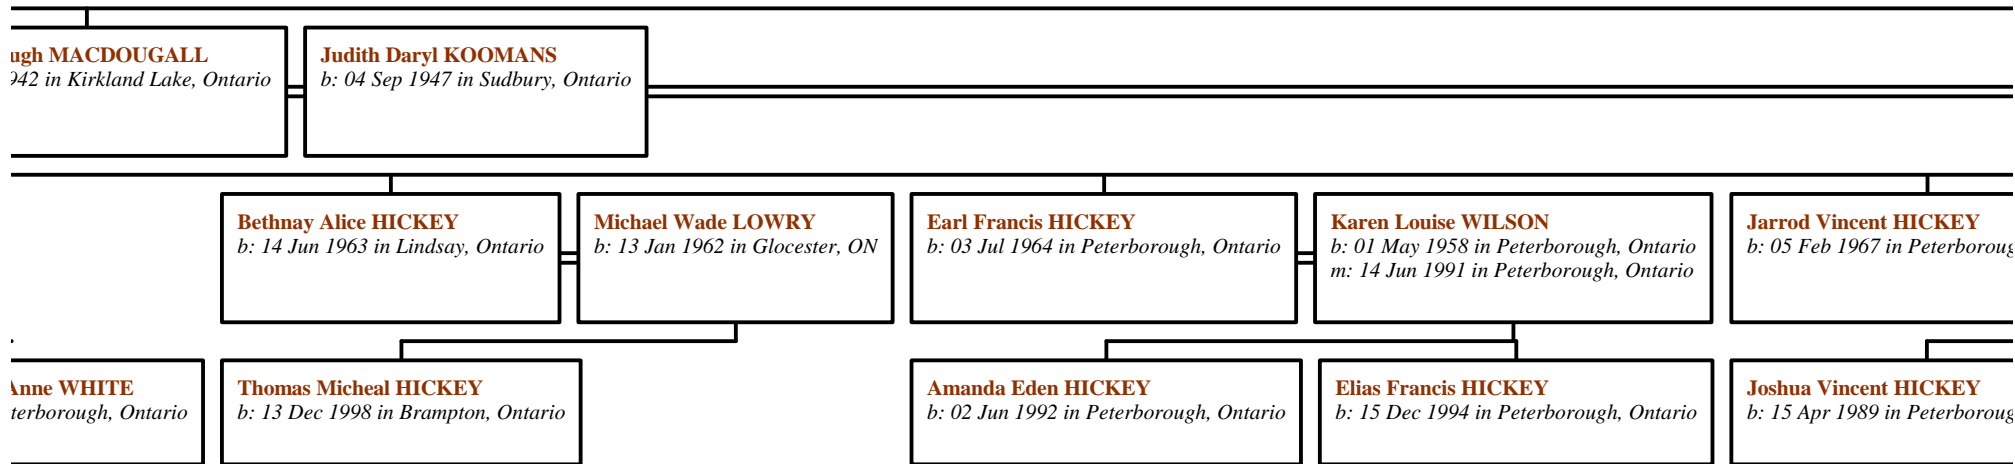 ugh MACDOUGALL
942 in Kirkland Lake, Ontario
Judith Daryl KOOMANS
b: 04 Sep 1947 in Sudbury, Ontario
Bethnay Alice HICKEY
b: 14 Jun 1963 in Lindsay, Ontario
Michael Wade LOWRY
b: 13 Jan 1962 in Glocester, ON
Earl Francis HICKEY
b: 03 Jul 1964 in Peterborough, Ontario
Karen Louise WILSON
b: 01 May 1958 in Peterborough, Ontario
m: 14 Jun 1991 in Peterborough, Ontario
Jarrod Vincent HICKEY
b: 05 Feb 1967 in Peterboroug
Anne WHITE
terborough, Ontario
Thomas Micheal HICKEY
b: 13 Dec 1998 in Brampton, Ontario
Amanda Eden HICKEY
b: 02 Jun 1992 in Peterborough, Ontario
Elias Francis HICKEY
b: 15 Dec 1994 in Peterborough, Ontario
Joshua Vincent HICKEY
b: 15 Apr 1989 in Peterboroug